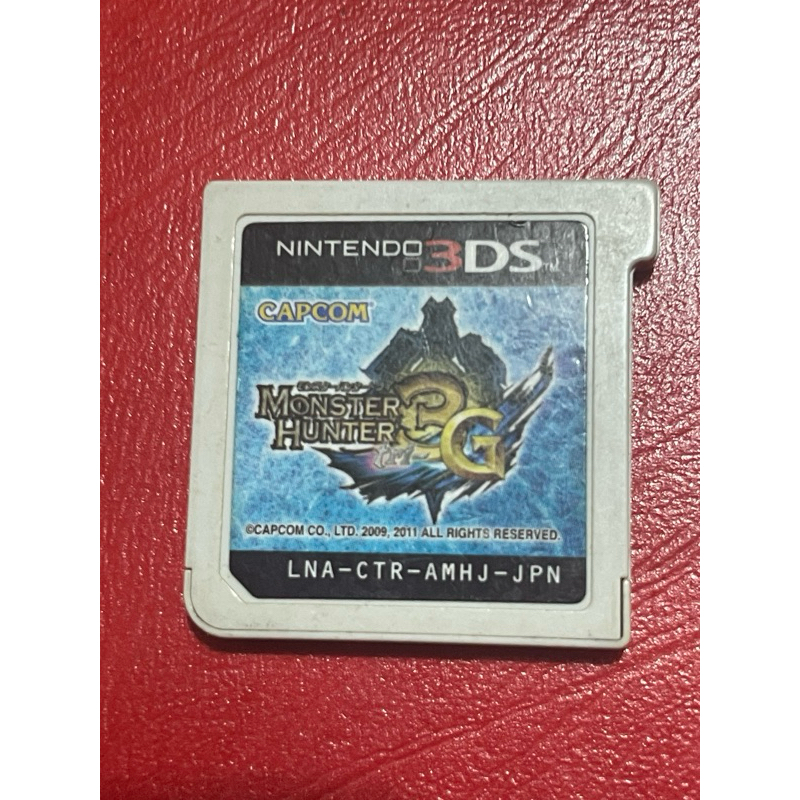 NINTENDO 3DS
CAPCOM
MONSTER
HUNTER 3G
©CAPCOM CO., LTD. 2009, 2011 ALL RIGHTS RESERVED.
LNA-CTR-AMHJ-JPN